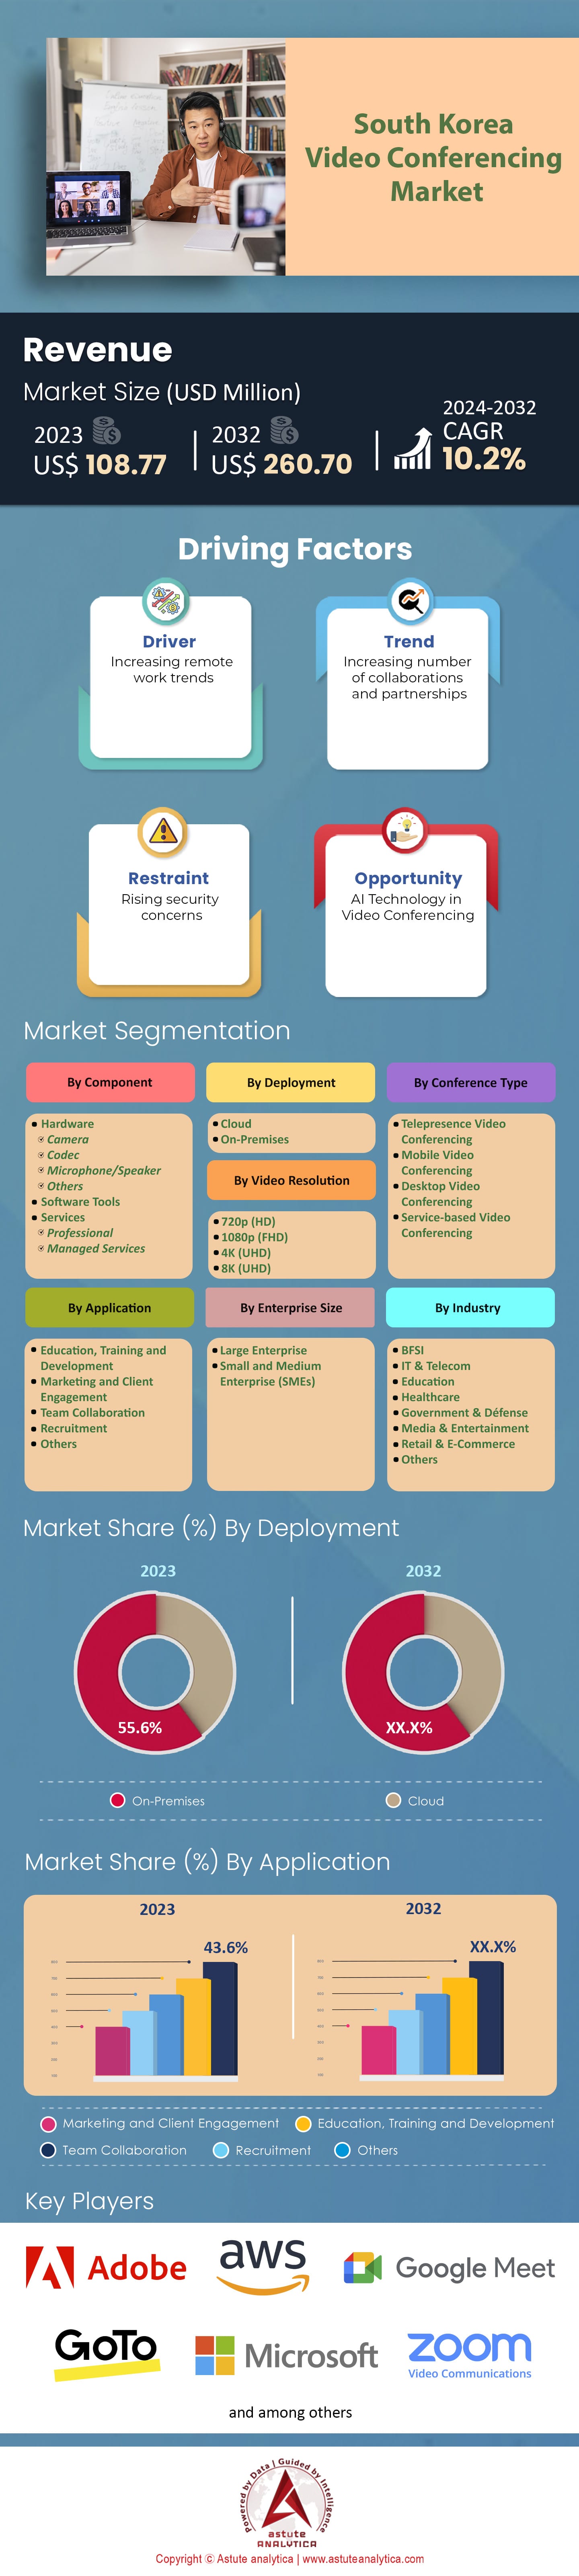 South Korea
Video Conferencing
Market
Revenue
Market Size (USD Million)
2023
US$ 108.77
2032
US$ 260.70
2024-2032
CAGR
10.2%
Driving Factors
Driver
Increasing remote
work trends
Trend
Increasing number
of collaborations
and partnerships
Restraint
Rising security
concerns
Opportunity
AI Technology in
Video Conferencing
Market Segmentation
By Component
Hardware
Camera
Codec
Microphone/Speaker
Others
Software Tools
Services
Professional
Managed Services
By Deployment
Cloud
On-Premises
By Video Resolution
720p (HD)
1080p (FHD)
4K (UHD)
8K (UHD)
By Conference Type
Telepresence Video
Conferencing
Mobile Video
Conferencing
Desktop Video
Conferencing
Service-based Video
Conferencing
By Application
Education, Training and
Development
Marketing and Client
Engagement
Team Collaboration
Recruitment
Others
By Enterprise Size
Large Enterprise
Small and Medium
Enterprise (SMEs)
By Industry
BFSI
IT & Telecom
Education
Healthcare
Government & Défense
Media & Entertainment
Retail & E-Commerce
Others
Market Share (%) By Deployment
2023
55.6%
2032
XX.X%
On-Premises
Cloud
Market Share (%) By Application
2023
43.6%
2032
XX.X%
Marketing and Client Engagement
Education, Training and Development
Team Collaboration
Recruitment
Others
Key Players
Adobe
aws
Google Meet
GoTo
Microsoft
zoom
Video Communications
and among others
Powered by Data | Guided by Intelligence
astute
ANALYTICA
Copyright © Astute analytica | www.astuteanalytica.com